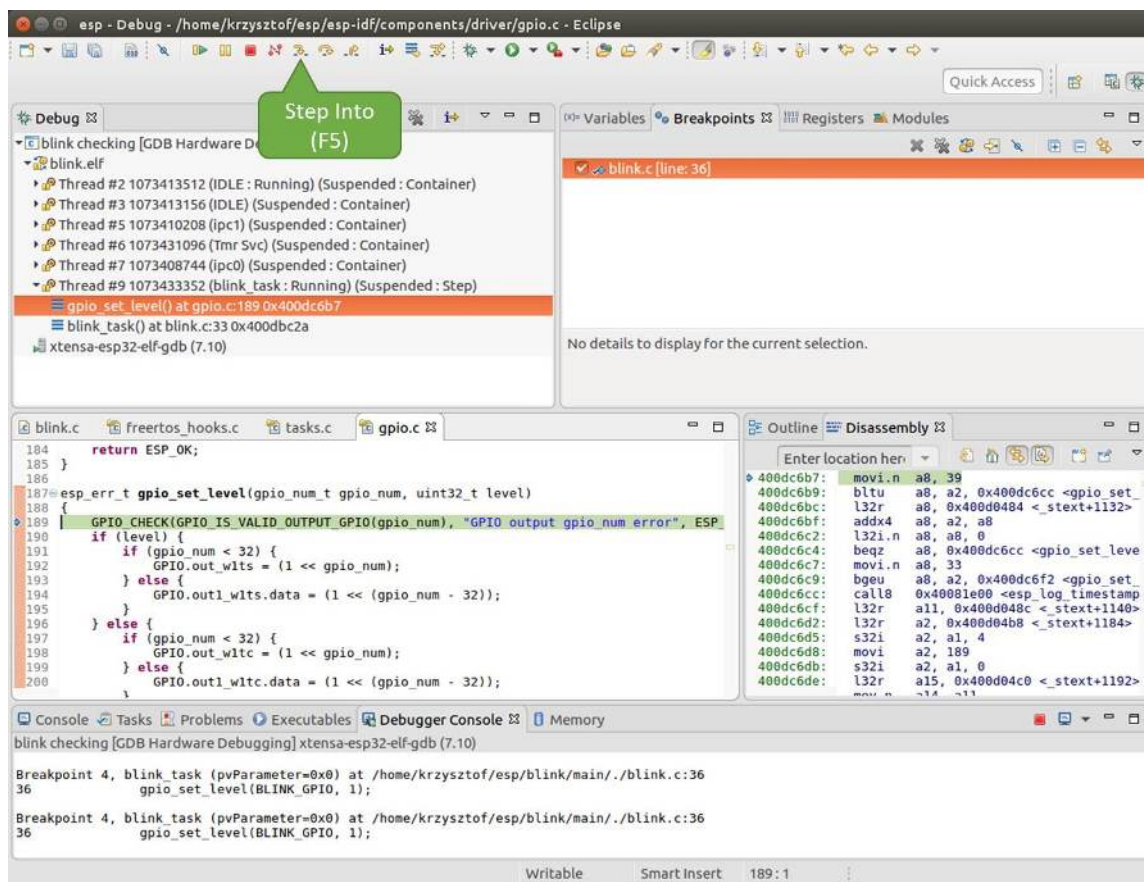 esp - Debug - /home/krzysztof/esp/esp-idf/components/driver/gpio.c - Eclipse
Quick Access
Step Into
(F5)
Debug
blink checking [GDB Hardware De
blink.elf
Thread #2 1073413512 (IDLE : Running) (Suspended : Container)
Thread #3 1073413156 (IDLE) (Suspended : Container)
Thread #5 1073410208 (ipc1) (Suspended : Container)
Thread #6 1073431096 (Tmr Svc) (Suspended : Container)
Thread #7 1073408744 (ipc0) (Suspended : Container)
Thread #9 1073433352 (blink_task : Running) (Suspended : Step)
gpio_set_level() at gpio.c:189 0x400dc6b7
blink_task() at blink.c:33 0x400dbc2a
xtensa-esp32-elf-gdb (7.10)
(x)= Variables Breakpoints Registers Modules
blink.c [line: 36]
No details to display for the current selection.
blink.c freertos_hooks.c tasks.c gpio.c
184 return ESP_OK;
185 }
186
187 esp_err_t gpio_set_level(gpio_num_t gpio_num, uint32_t level)
188 {
189 GPIO_CHECK(GPIO_IS_VALID_OUTPUT_GPIO(gpio_num), "GPIO output gpio_num error", ESP_
190 if (level) {
191 if (gpio_num < 32) {
192 GPIO.out_w1ts = (1 << gpio_num);
193 } else {
194 GPIO.out1_w1ts.data = (1 << (gpio_num - 32));
195 }
196 } else {
197 if (gpio_num < 32) {
198 GPIO.out_w1tc = (1 << gpio_num);
199 } else {
200 GPIO.out1_w1tc.data = (1 << (gpio_num - 32));
}
Outline Disassembly
Enter location her
400dc6b7: movi.n a8, 39
400dc6b9: bltu a8, a2, 0x400dc6cc <gpio_set_
400dc6bc: l32r a8, 0x400d0484 <_stext+1132>
400dc6bf: addx4 a8, a2, a8
400dc6c2: l32i.n a8, a8, 0
400dc6c4: beqz a8, 0x400dc6cc <gpio_set_leve
400dc6c7: movi.n a8, 33
400dc6c9: bgeu a8, a2, 0x400dc6f2 <gpio_set_
400dc6cc: call8 0x40081e00 <esp_log_timestamp
400dc6cf: l32r a11, 0x400d048c <_stext+1140>
400dc6d2: l32r a2, 0x400d04b8 <_stext+1184>
400dc6d5: s32i a2, a1, 4
400dc6d8: movi a2, 189
400dc6db: s32i a2, a1, 0
400dc6de: l32r a15, 0x400d04c0 <_stext+1192>
mov.n a14, a11
Console Tasks Problems Executables Debugger Console Memory
blink checking [GDB Hardware Debugging] xtensa-esp32-elf-gdb (7.10)
Breakpoint 4, blink_task (pvParameter=0x0) at /home/krzysztof/esp/blink/main/./blink.c:36
36 gpio_set_level(BLINK_GPIO, 1);
Breakpoint 4, blink_task (pvParameter=0x0) at /home/krzysztof/esp/blink/main/./blink.c:36
36 gpio_set_level(BLINK_GPIO, 1);
Writable Smart Insert 189 : 1